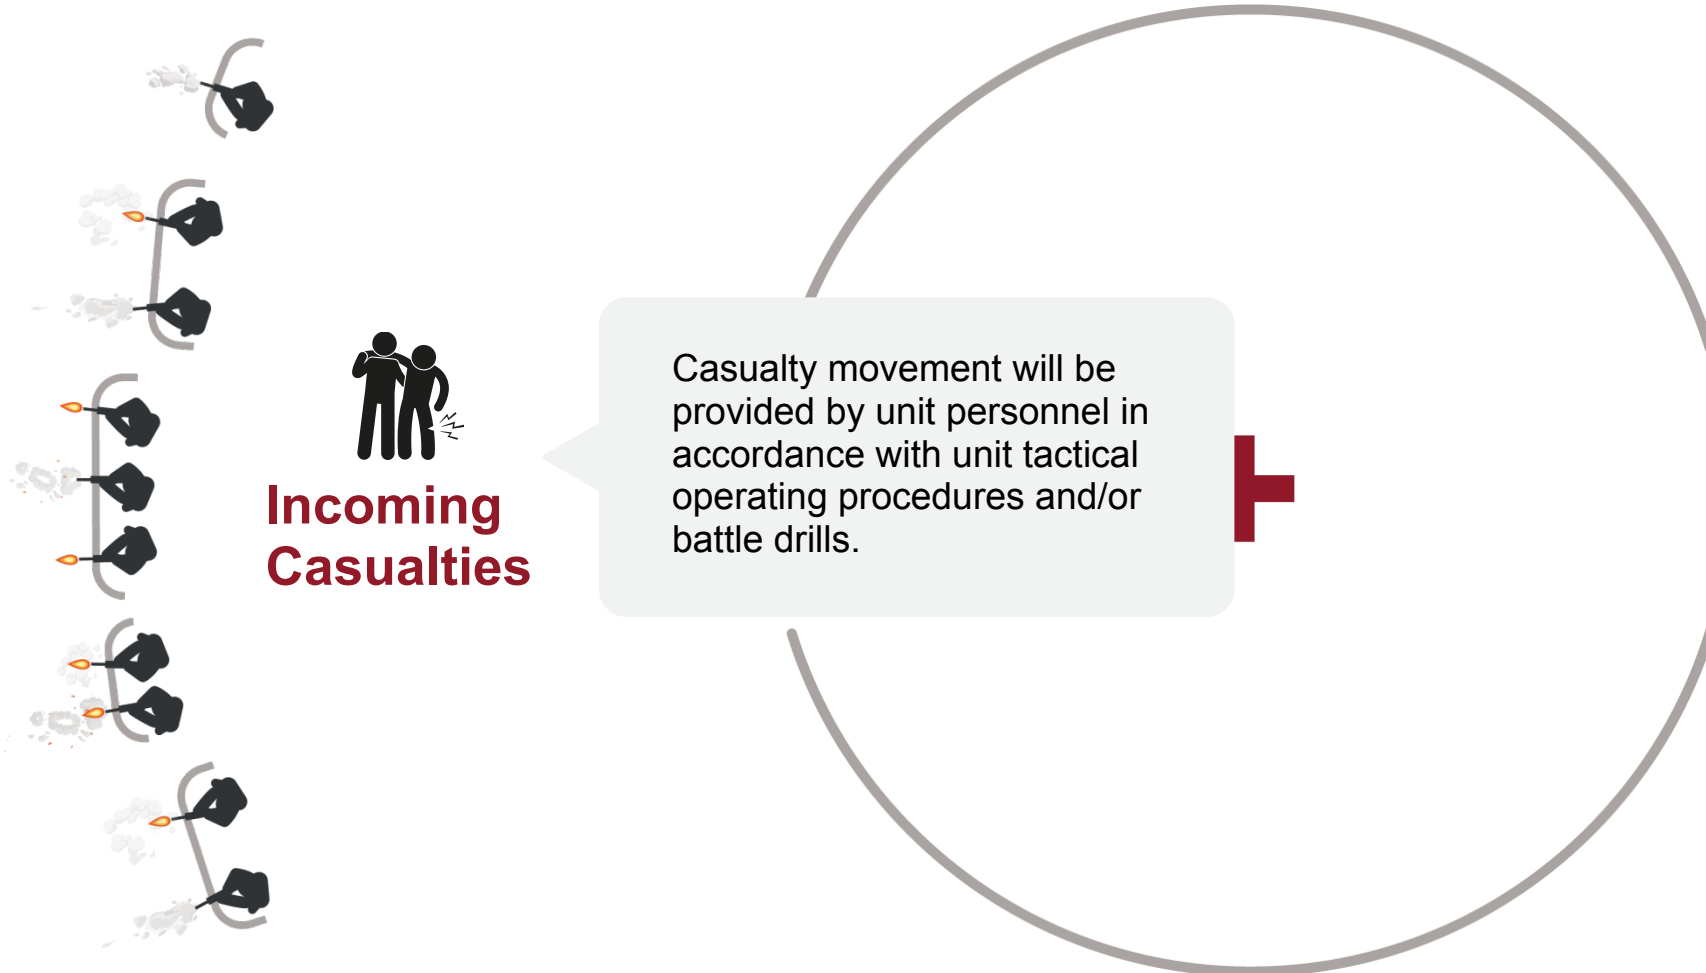 Incoming
Casualties
Casualty movement will be
provided by unit personnel in
accordance with unit tactical
operating procedures and/or
battle drills.